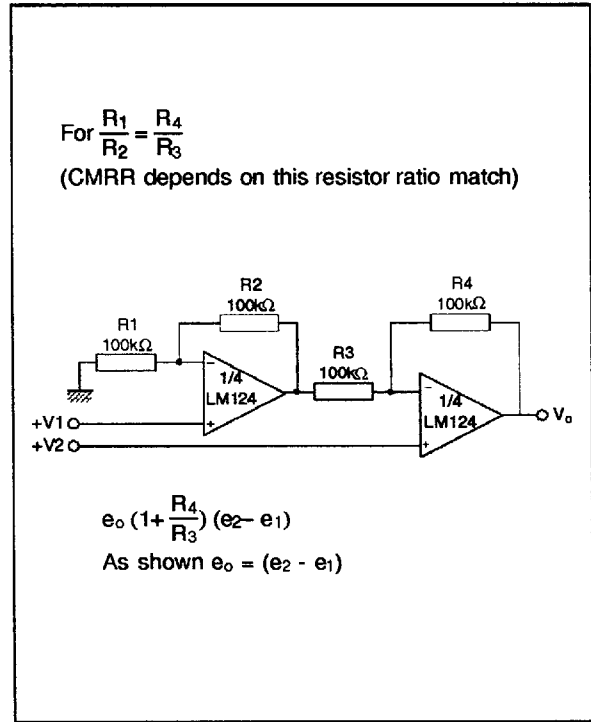 For R1/R2 = R4/R3
(CMRR depends on this resistor ratio match)
R2
100kΩ
R4
100kΩ
R1
100kΩ
R3
100kΩ
−
1/4
LM124
+
−
1/4
LM124
+
+V1
+V2
Vo
eo (1+ R4/R3) (e2− e1)
As shown eo = (e2 - e1)